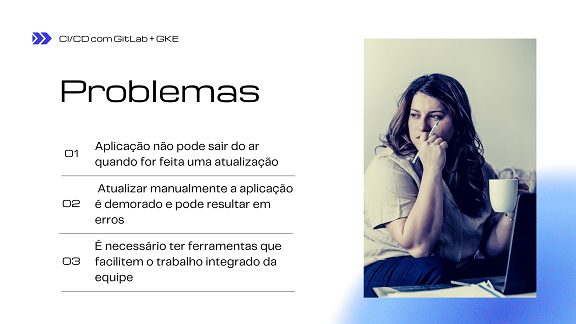 CI/CD com GitLab + GKE
Problemas
01
Aplicação não pode sair do ar
quando for feita uma atualização
02
Atualizar manualmente a aplicação
é demorado e pode resultar em
erros
03
É necessário ter ferramentas que
facilitem o trabalho integrado da
equipe